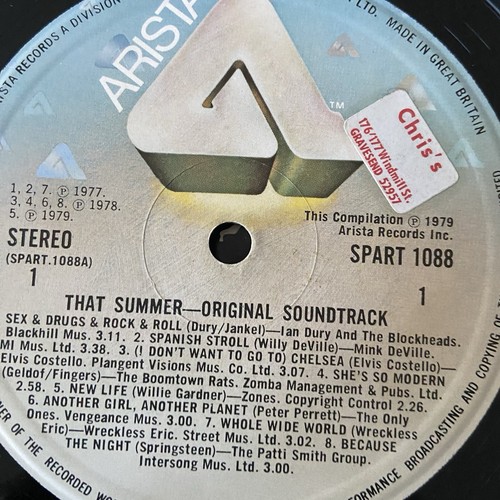 ARISTA RECORDS A DIVISION
LTD. MADE IN GREAT BRITAIN
ARISTA
TM
Chris's
176/177 Windmill St.
GRAVESEND 52957
1, 2, 7. Ⓟ 1977.
3, 4, 6, 8. Ⓟ 1978.
5. Ⓟ 1979.
This Compilation Ⓟ 1979
Arista Records Inc.
STEREO
(SPART.1088A)
1
SPART 1088
1
THAT SUMMER—ORIGINAL SOUNDTRACK
SEX & DRUGS & ROCK & ROLL (Dury/Jankel)—Ian Dury And The Blockheads.
Blackhill Mus. 3.11. 2. SPANISH STROLL (Willy DeVille)—Mink DeVille.
MI Mus. Ltd. 3.38. 3. (I DON'T WANT TO GO TO) CHELSEA (Elvis Costello)—
Elvis Costello. Plangent Visions Mus. Co. Ltd. 3.07. 4. SHE'S SO MODERN
(Geldof/Fingers)—The Boomtown Rats. Zomba Management & Pubs. Ltd.
2.58. 5. NEW LIFE (Willie Gardner)—Zones. Copyright Control 2.26.
6. ANOTHER GIRL, ANOTHER PLANET (Peter Perrett)—The Only
Ones. Vengeance Mus. 3.00. 7. WHOLE WIDE WORLD (Wreckless
Eric)—Wreckless Eric. Street Mus. Ltd. 3.02. 8. BECAUSE
THE NIGHT (Springsteen)—The Patti Smith Group.
Intersong Mus. Ltd. 3.00.
OF THE RECORDED
PERFORMANCE BROADCASTING AND COPYING OF